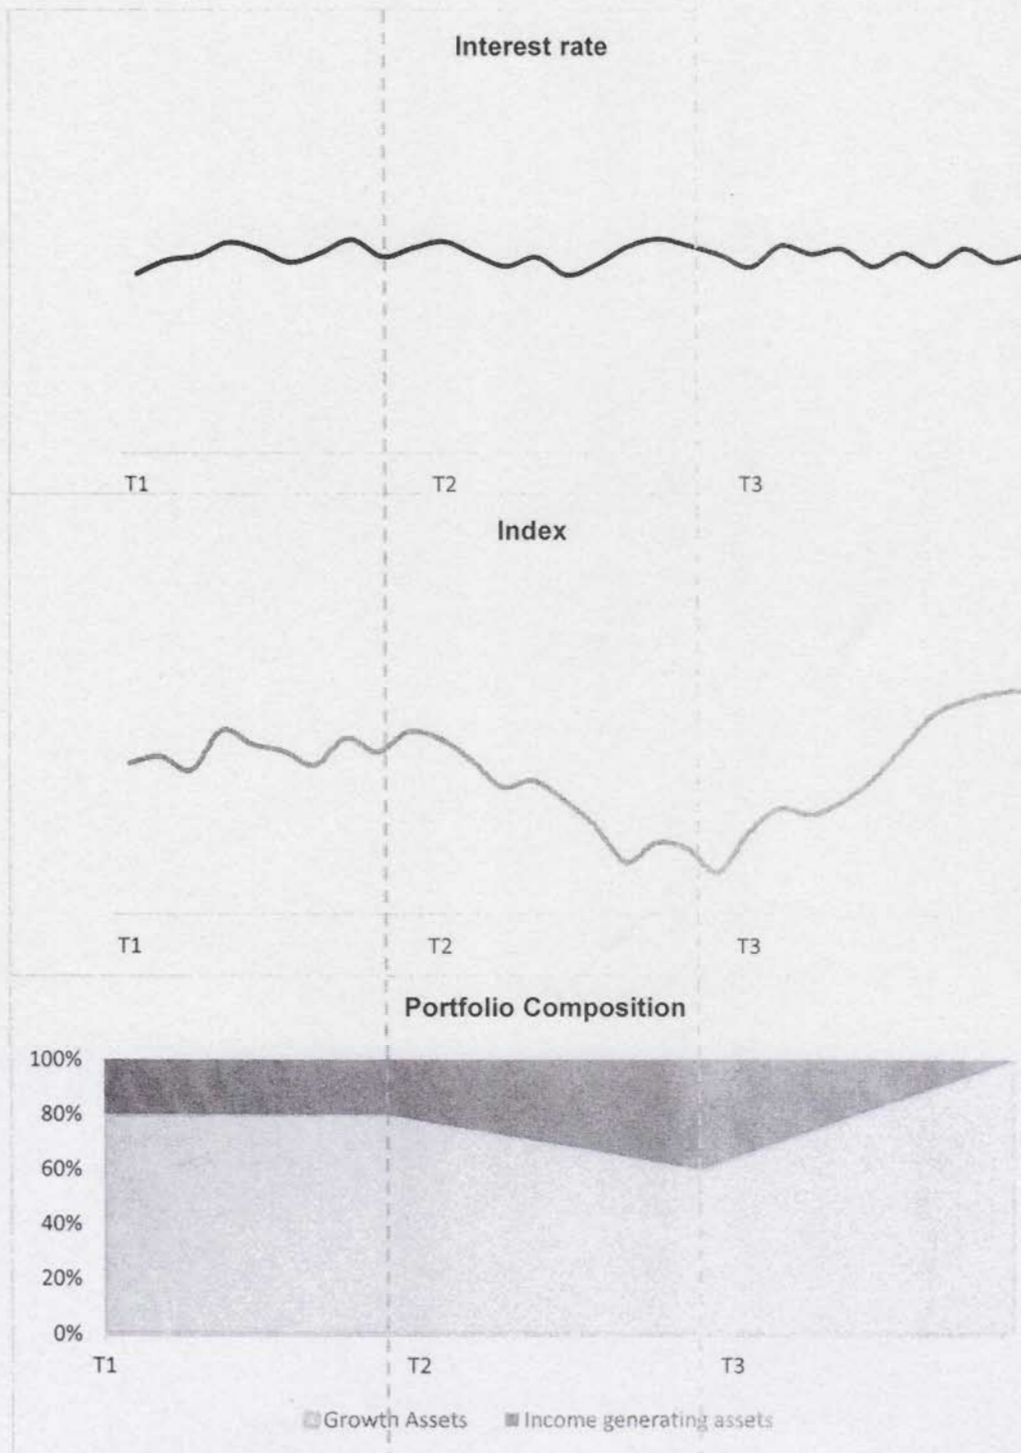 Interest rate
T1 T2 T3
Index
T1 T2 T3
Portfolio Composition
100%
80%
60%
40%
20%
0%
T1 T2 T3
Growth Assets Income generating assets